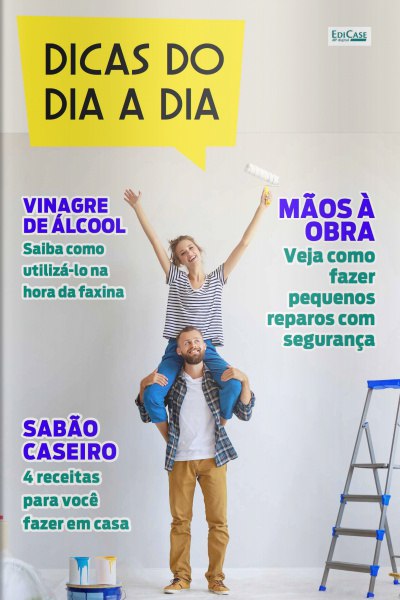 DICAS DO
DIA A DIA
EDICASE
digital
VINAGRE
DE ÁLCOOL
Saiba como
utilizá-lo na
hora da faxina
MÃOS À
OBRA
Veja como
fazer
pequenos
reparos com
segurança
SABÃO
CASEIRO
4 receitas
para você
fazer em casa